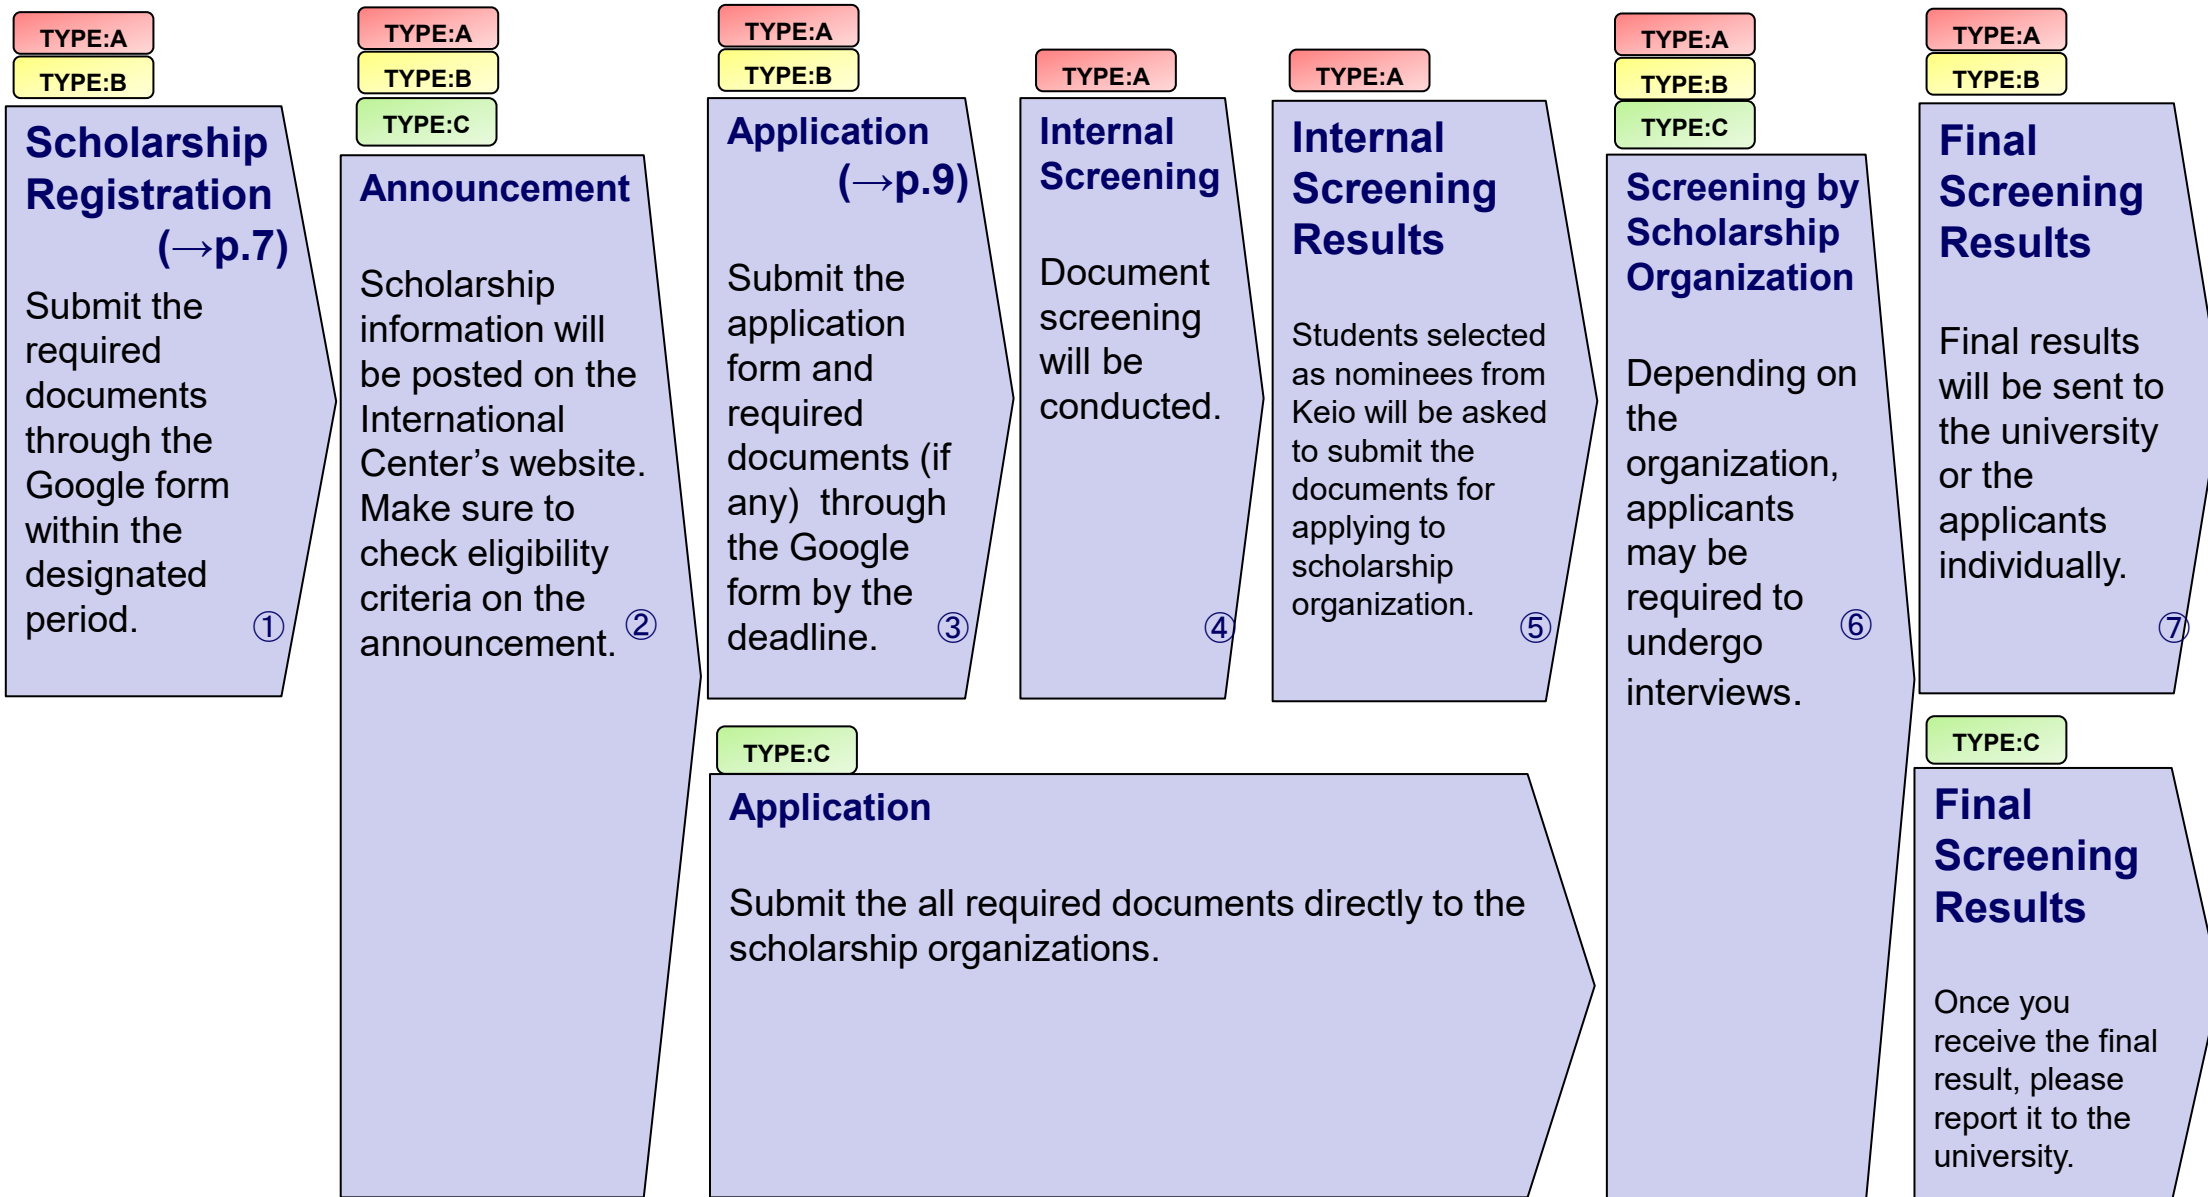 TYPE:A
TYPE:B
Scholarship
Registration
(→p.7)
Submit the
required
documents
through the
Google form
within the
designated
period.
①
TYPE:A
TYPE:B
TYPE:C
Announcement
Scholarship
information will
be posted on the
International
Center’s website.
Make sure to
check eligibility
criteria on the
announcement.
②
TYPE:A
TYPE:B
Application
(→p.9)
Submit the
application
form and
required
documents (if
any) through
the Google
form by the
deadline.
③
TYPE:A
Internal
Screening
Document
screening
will be
conducted.
④
TYPE:A
Internal
Screening
Results
Students selected
as nominees from
Keio will be asked
to submit the
documents for
applying to
scholarship
organization.
⑤
TYPE:C
Application
Submit the all required documents directly to the
scholarship organizations.
TYPE:A
TYPE:B
TYPE:C
Screening by
Scholarship
Organization
Depending on
the
organization,
applicants
may be
required to
undergo
interviews.
⑥
TYPE:A
TYPE:B
Final
Screening
Results
Final results
will be sent to
the university
or the
applicants
individually.
⑦
TYPE:C
Final
Screening
Results
Once you
receive the final
result, please
report it to the
university.